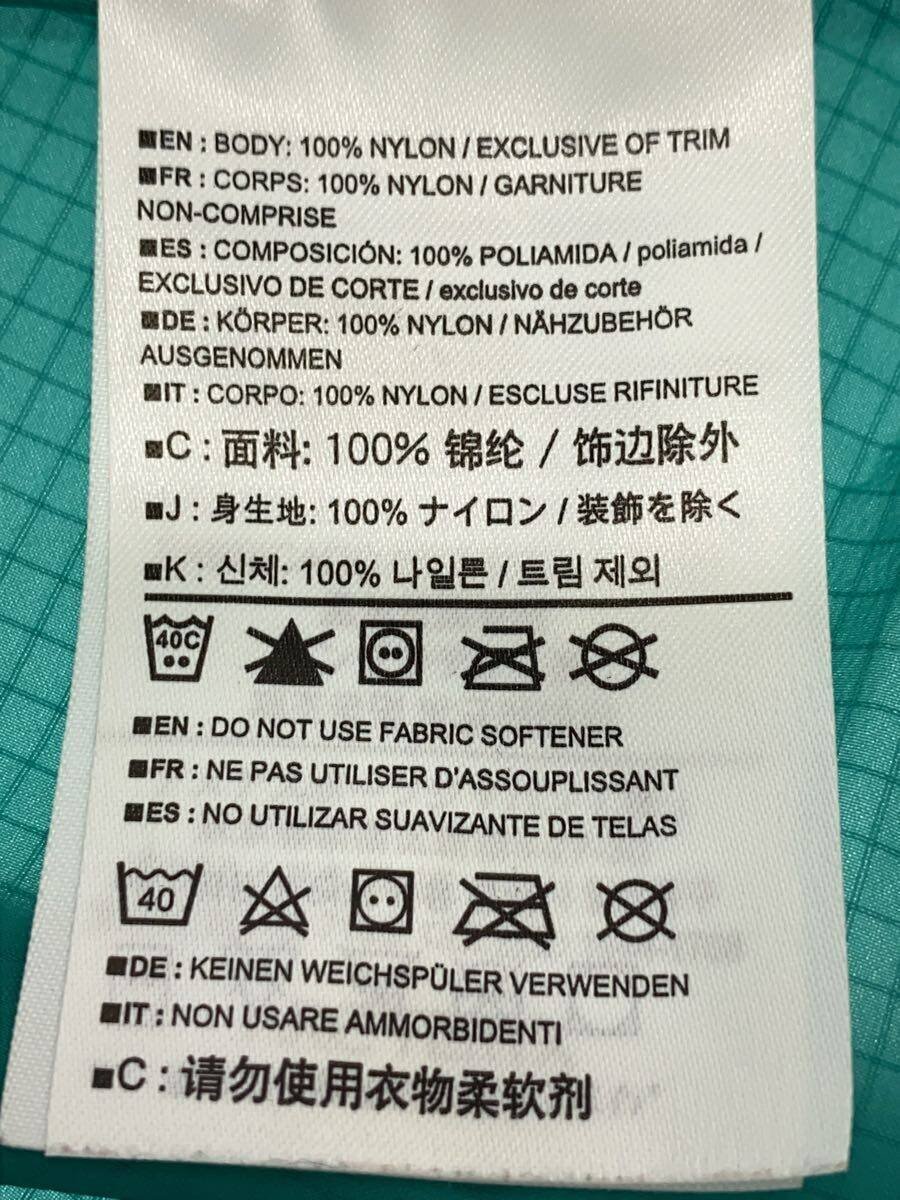 ■EN : BODY: 100% NYLON / EXCLUSIVE OF TRIM
■FR : CORPS: 100% NYLON / GARNITURE
NON-COMPRISE
■ES : COMPOSICIÓN: 100% POLIAMIDA / poliamida /
EXCLUSIVO DE CORTE / exclusivo de corte
■DE : KÖRPER: 100% NYLON / NÄHZUBEHÖR
AUSGENOMMEN
■IT : CORPO: 100% NYLON / ESCLUSE RIFINITURE
■C : 面料: 100% 锦纶 / 饰边除外
■J : 身生地: 100% ナイロン / 装飾を除く
■K : 신체: 100% 나일론 / 트림 제외
40C
■EN : DO NOT USE FABRIC SOFTENER
■FR : NE PAS UTILISER D'ASSOUPLISSANT
■ES : NO UTILIZAR SUAVIZANTE DE TELAS
40
■DE : KEINEN WEICHSPÜLER VERWENDEN
■IT : NON USARE AMMORBIDENTI
■C : 请勿使用衣物柔软剂